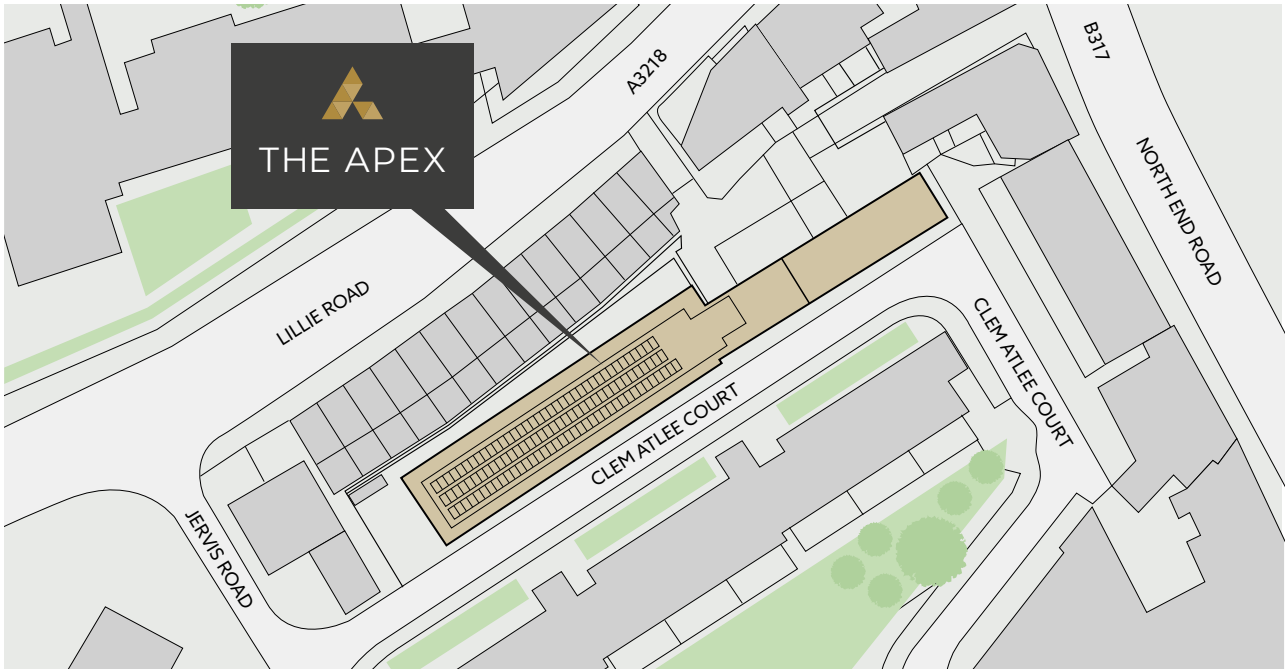 A3218
B317
THE APEX
NORTH END ROAD
LILLIE ROAD
CLEM ATLEE COURT
CLEM ATLEE COURT
JERVIS ROAD